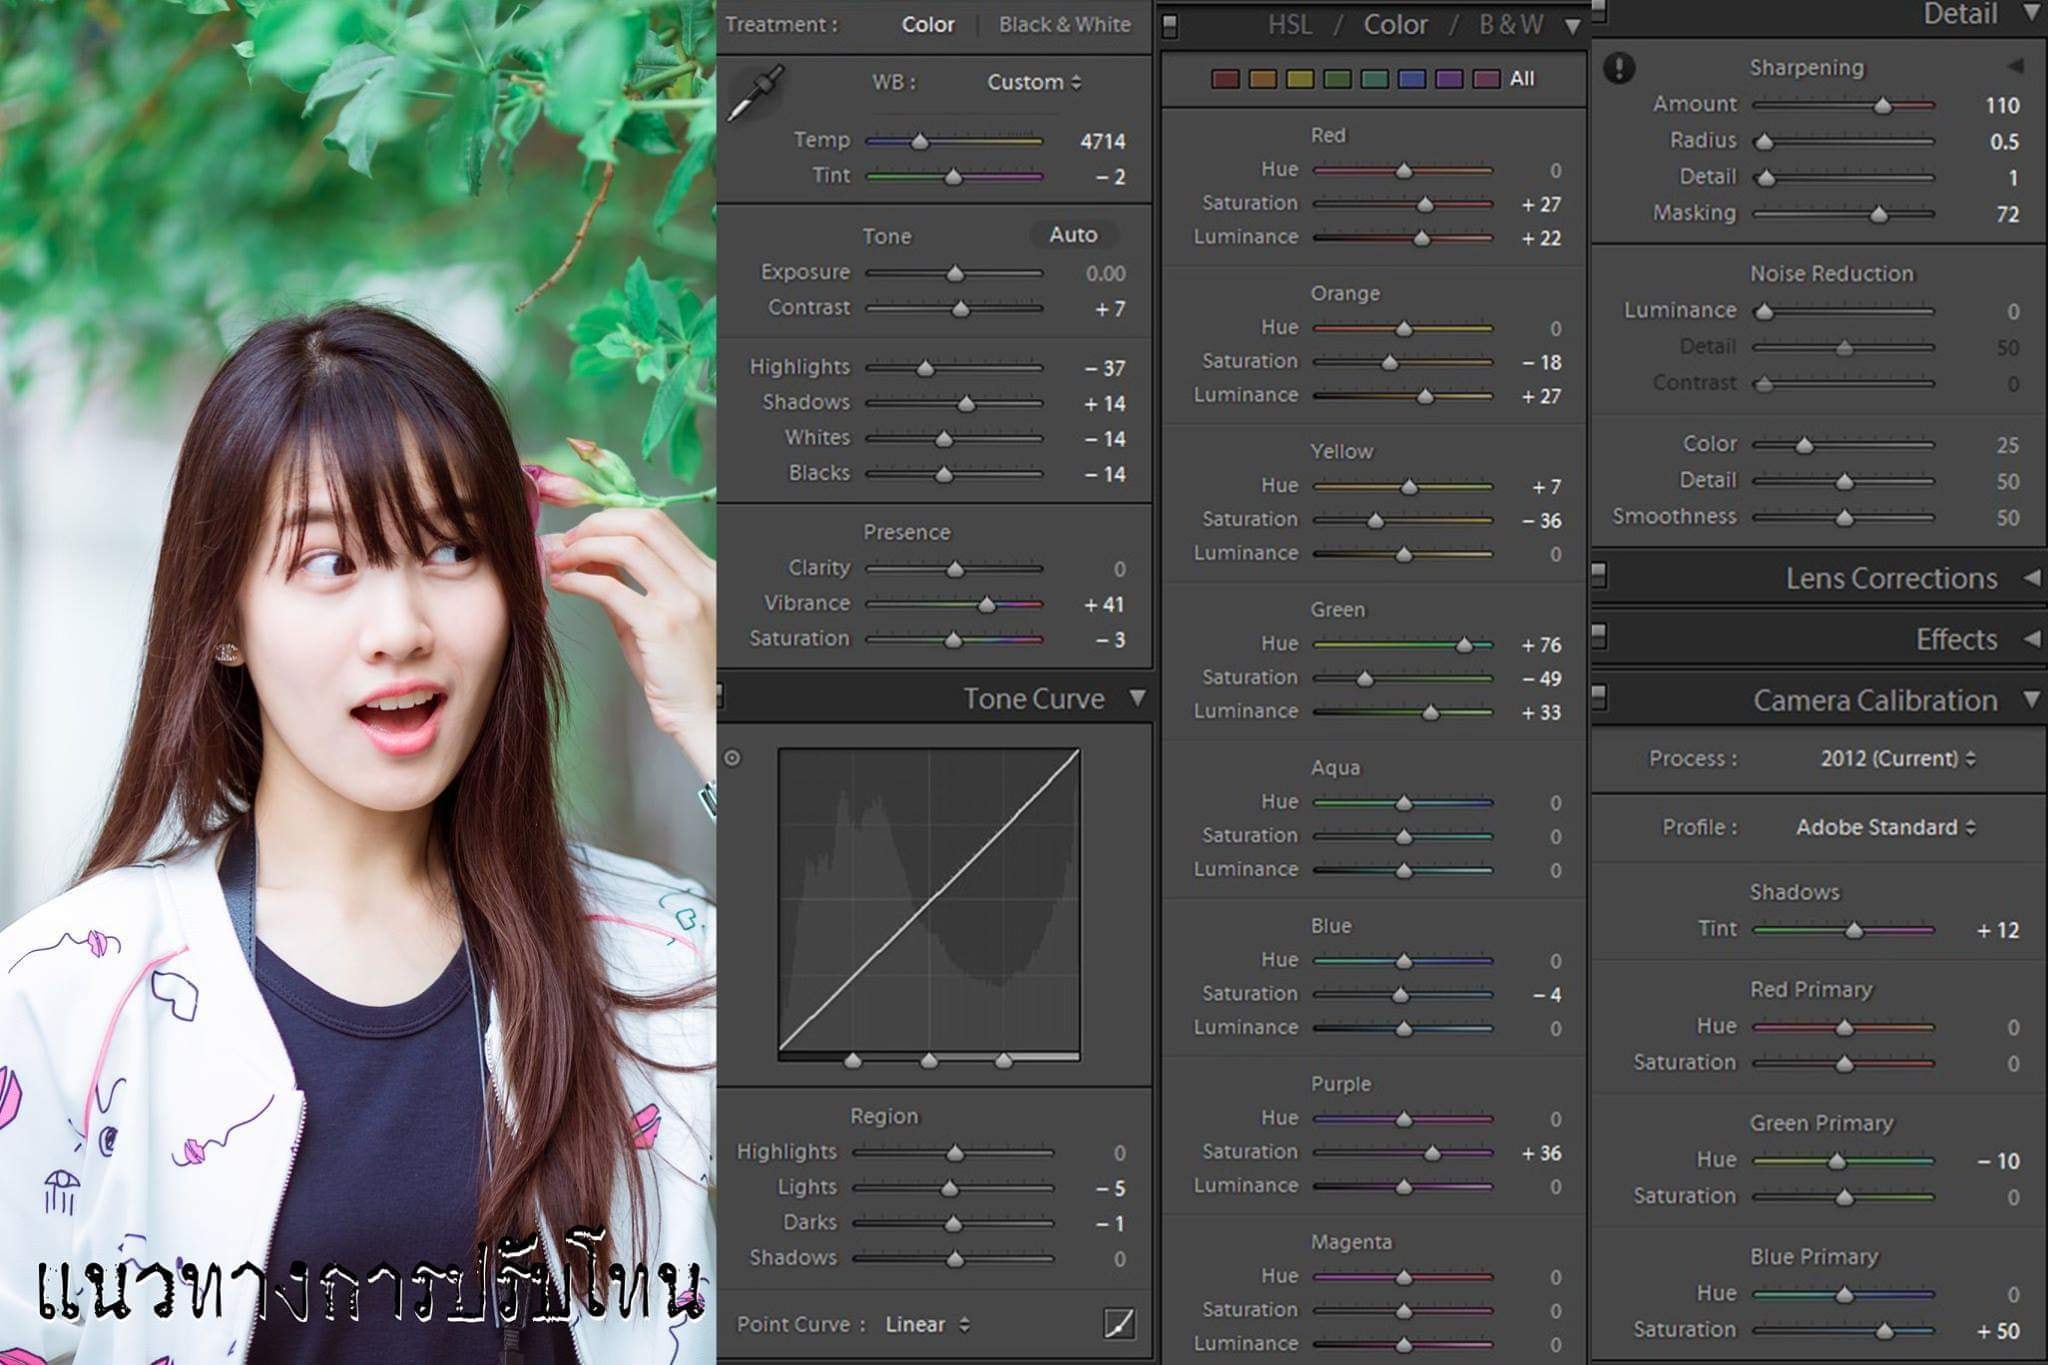 แนวทางการปรับโทน
Treatment : Color Black & White
WB : Custom
Temp 4714
Tint - 2
Tone Auto
Exposure 0.00
Contrast + 7
Highlights - 37
Shadows + 14
Whites - 14
Blacks - 14
Presence
Clarity 0
Vibrance + 41
Saturation - 3
Tone Curve
Region
Highlights 0
Lights - 5
Darks - 1
Shadows 0
Point Curve : Linear
HSL / Color / B & W
All
Red
Hue 0
Saturation + 27
Luminance + 22
Orange
Hue 0
Saturation - 18
Luminance + 27
Yellow
Hue + 7
Saturation - 36
Luminance 0
Green
Hue + 76
Saturation - 49
Luminance + 33
Aqua
Hue 0
Saturation 0
Luminance 0
Blue
Hue 0
Saturation - 4
Luminance 0
Purple
Hue 0
Saturation + 36
Luminance 0
Magenta
Hue 0
Saturation 0
Luminance 0
Detail
Sharpening
Amount 110
Radius 0.5
Detail 1
Masking 72
Noise Reduction
Luminance 0
Detail 50
Contrast 0
Color 25
Detail 50
Smoothness 50
Lens Corrections
Effects
Camera Calibration
Process : 2012 (Current)
Profile : Adobe Standard
Shadows
Tint + 12
Red Primary
Hue 0
Saturation 0
Green Primary
Hue - 10
Saturation 0
Blue Primary
Hue 0
Saturation + 50